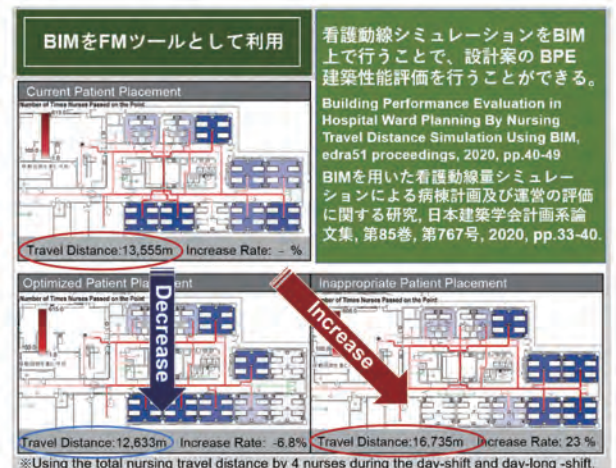 BIMをFMツールとして利用
看護動線シミュレーションをBIM
上で行うことで、設計案の BPE
建築性能評価を行うことができる。
Building Performance Evaluation in
Hospital Ward Planning By Nursing
Travel Distance Simulation Using BIM,
edra51 proceedings, 2020, pp.40-49
BIMを用いた看護動線量シミュレー
ションによる病棟計画及び運営の評価
に関する研究, 日本建築学会計画系論
文集, 第85巻, 第767号, 2020, pp.33-40.
Current Patient Placement
Number of Times Nurses Passed on the Point
Travel Distance:13,555m Increase Rate: - %
Optimized Patient
Number of Times Nurses Passed on the Point
Decrease
Travel Distance:12,633m Increase Rate: -6.8%
Inappropriate Patient Placement
Number of Times Nurses Passed on the Point
Increase
Travel Distance:16,735m Increase Rate: 23 %
※Using the total nursing travel distance by 4 nurses during the day-shift and day-long -shift.